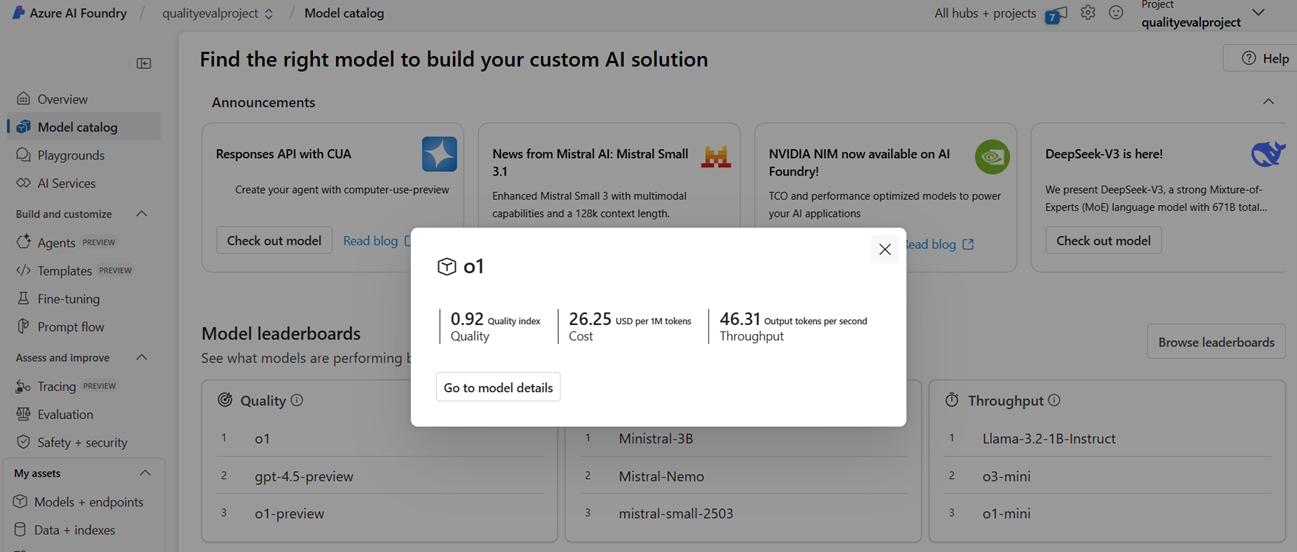 Azure AI Foundry / qualityevalproject / Model catalog
All hubs + projects 7 Project
qualityevalproject
Overview
Model catalog
Playgrounds
AI Services
Build and customize
Agents PREVIEW
Templates PREVIEW
Fine-tuning
Prompt flow
Assess and improve
Tracing PREVIEW
Evaluation
Safety + security
My assets
Models + endpoints
Data + indexes
Find the right model to build your custom AI solution
Help
Announcements
Responses API with CUA
Create your agent with computer-use-preview
Check out model Read blog
News from Mistral AI: Mistral Small
3.1
Enhanced Mistral Small 3 with multimodal
capabilities and a 128k context length.
NVIDIA NIM now available on AI
Foundry!
TCO and performance optimized models to power
your AI applications
Read blog
DeepSeek-V3 is here!
We present DeepSeek-V3, a strong Mixture-of-
Experts (MoE) language model with 671B total...
Check out model
o1
0.92 Quality index
Quality
26.25 USD per 1M tokens
Cost
46.31 Output tokens per second
Throughput
Go to model details
Model leaderboards
See what models are performing
Browse leaderboards
Quality
1 o1
2 gpt-4.5-preview
3 o1-preview
1 Ministral-3B
2 Mistral-Nemo
3 mistral-small-2503
Throughput
1 Llama-3.2-1B-Instruct
2 o3-mini
3 o1-mini